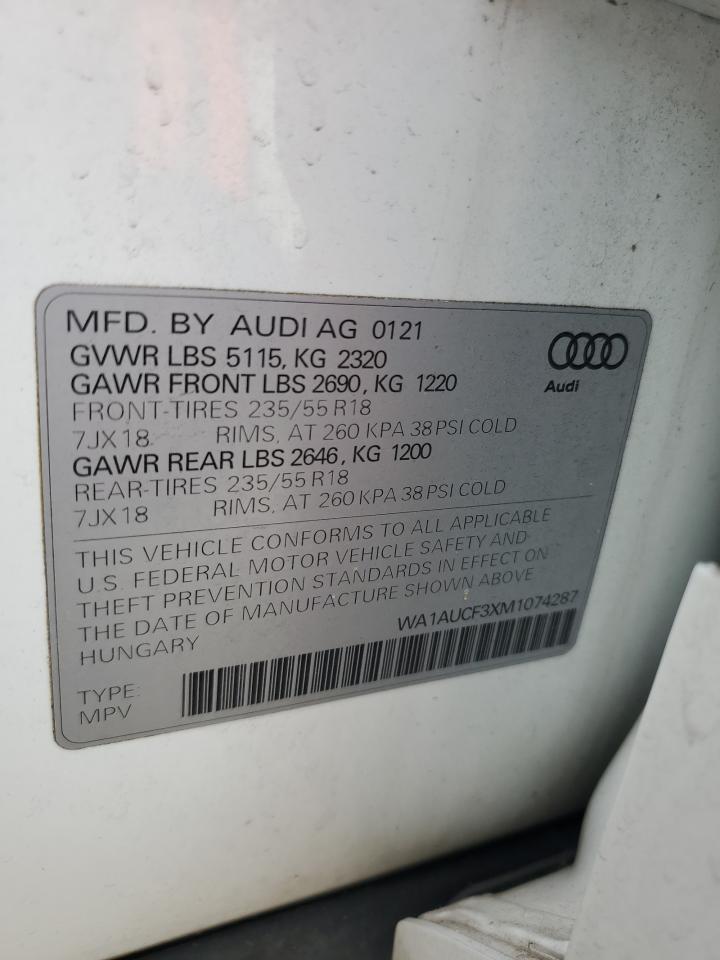 MFD. BY AUDI AG 0121
GVWR LBS 5115, KG 2320
GAWR FRONT LBS 2690, KG 1220
FRONT-TIRES 235/55 R18
7JX18 RIMS, AT 260 KPA 38 PSI COLD
GAWR REAR LBS 2646, KG 1200
REAR-TIRES 235/55 R18
7JX18 RIMS, AT 260 KPA 38 PSI COLD
Audi
THIS VEHICLE CONFORMS TO ALL APPLICABLE
U.S. FEDERAL MOTOR VEHICLE SAFETY AND
THEFT PREVENTION STANDARDS IN EFFECT ON
THE DATE OF MANUFACTURE SHOWN ABOVE
HUNGARY
WA1AUCF3XM1074287
TYPE:
MPV